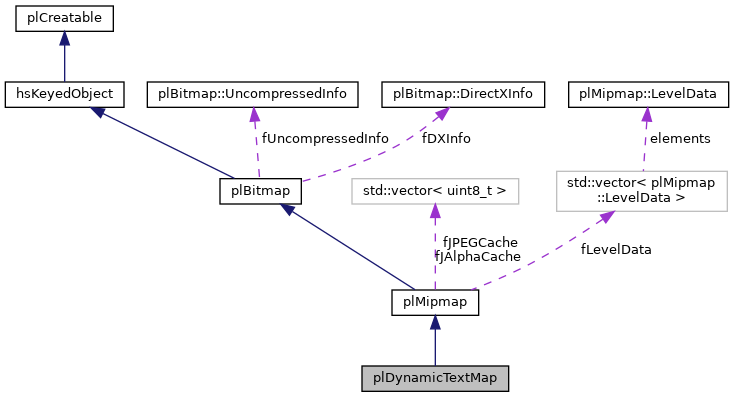 plCreatable
hsKeyedObject
plBitmap::UncompressedInfo
plBitmap::DirectXInfo
plMipmap::LevelData
fUncompressedInfo
fDXInfo
elements
plBitmap
std::vector< uint8_t >
std::vector< plMipmap
::LevelData >
fJPEGCache
fJAlphaCache
fLevelData
plMipmap
plDynamicTextMap